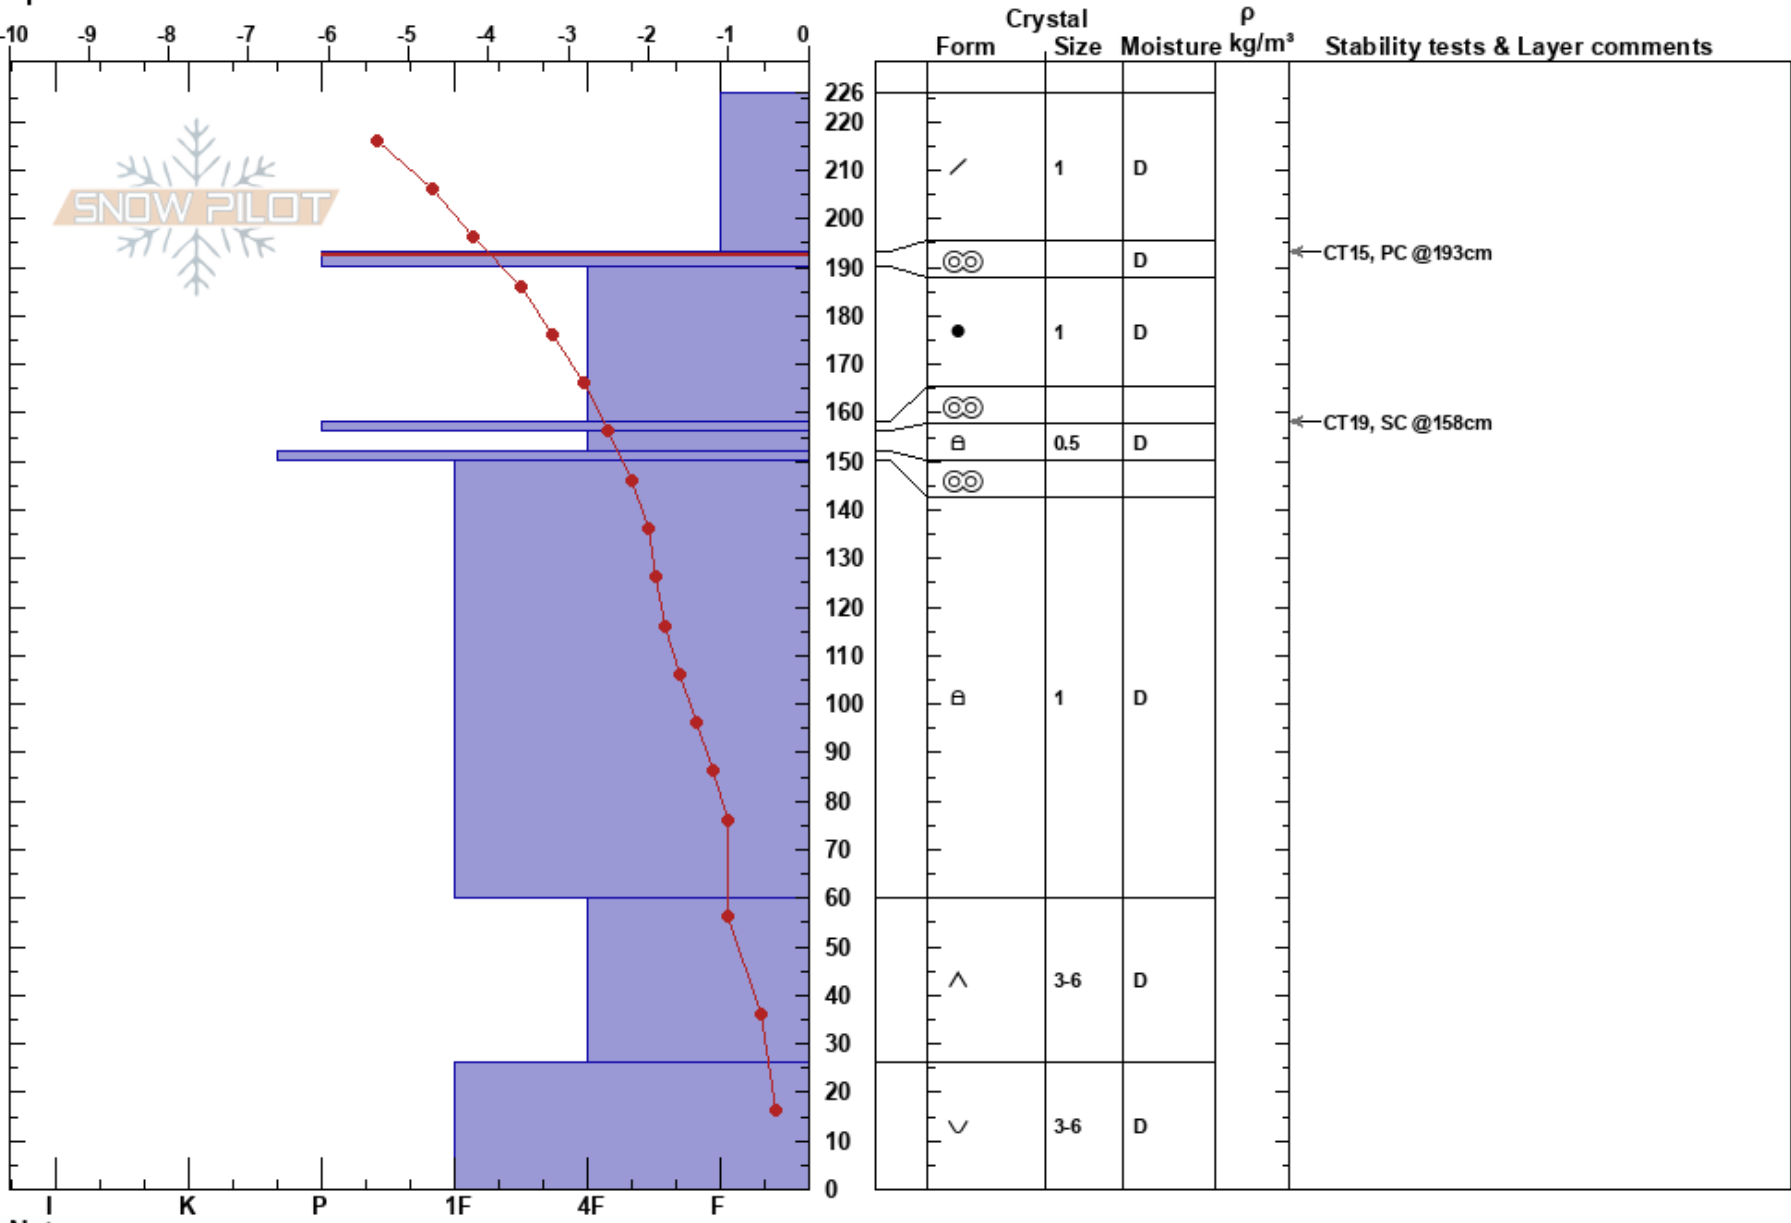 -10 -9 -8 -7 -6 -5 -4 -3 -2 -1 0
Crystal ρ
Form Size Moisture kg/m³ Stability tests & Layer comments
226
220
210 1 D
200
SNOW PILOT
CT15, PC @193cm
190 D
180
1 D
170
160
CT19, SC @158cm
0.5 D
150
140
130
120
110
100 1 D
90
80
70
60
50
3-6 D
40
30
20
3-6 D
10
0
I K P 1F 4F F